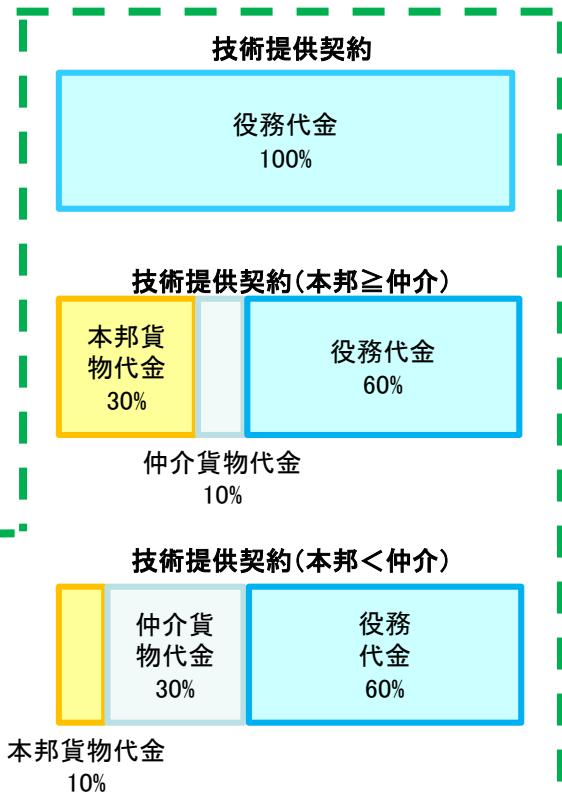 技術提供契約
役務代金
100%
技術提供契約(本邦≧仲介)
本邦貨
物代金
30%
役務代金
60%
仲介貨物代金
10%
技術提供契約(本邦<仲介)
仲介貨
物代金
30%
役務
代金
60%
本邦貨物代金
10%